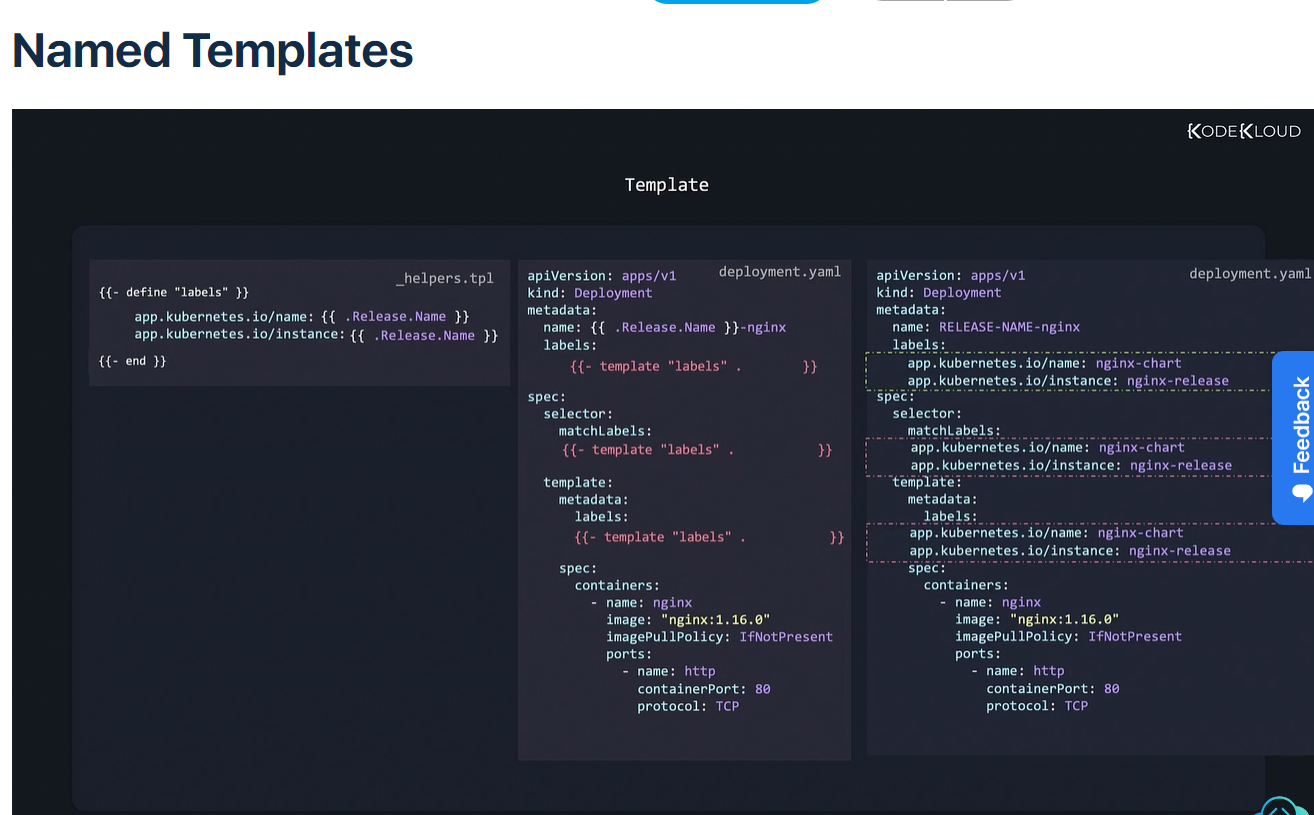 Named Templates
KODEKLOUD
Template
_helpers.tpl
{{- define "labels" }}
app.kubernetes.io/name: {{ .Release.Name }}
app.kubernetes.io/instance: {{ .Release.Name }}
{{- end }}
deployment.yaml
apiVersion: apps/v1
kind: Deployment
metadata:
name: {{ .Release.Name }}-nginx
labels:
{{- template "labels" . }}
spec:
selector:
matchLabels:
{{- template "labels" . }}
template:
metadata:
labels:
{{- template "labels" . }}
spec:
containers:
- name: nginx
image: "nginx:1.16.0"
imagePullPolicy: IfNotPresent
ports:
- name: http
containerPort: 80
protocol: TCP
deployment.yaml
apiVersion: apps/v1
kind: Deployment
metadata:
name: RELEASE-NAME-nginx
labels:
app.kubernetes.io/name: nginx-chart
app.kubernetes.io/instance: nginx-release
spec:
selector:
matchLabels:
app.kubernetes.io/name: nginx-chart
app.kubernetes.io/instance: nginx-release
template:
metadata:
labels:
app.kubernetes.io/name: nginx-chart
app.kubernetes.io/instance: nginx-release
spec:
containers:
- name: nginx
image: "nginx:1.16.0"
imagePullPolicy: IfNotPresent
ports:
- name: http
containerPort: 80
protocol: TCP
Feedback